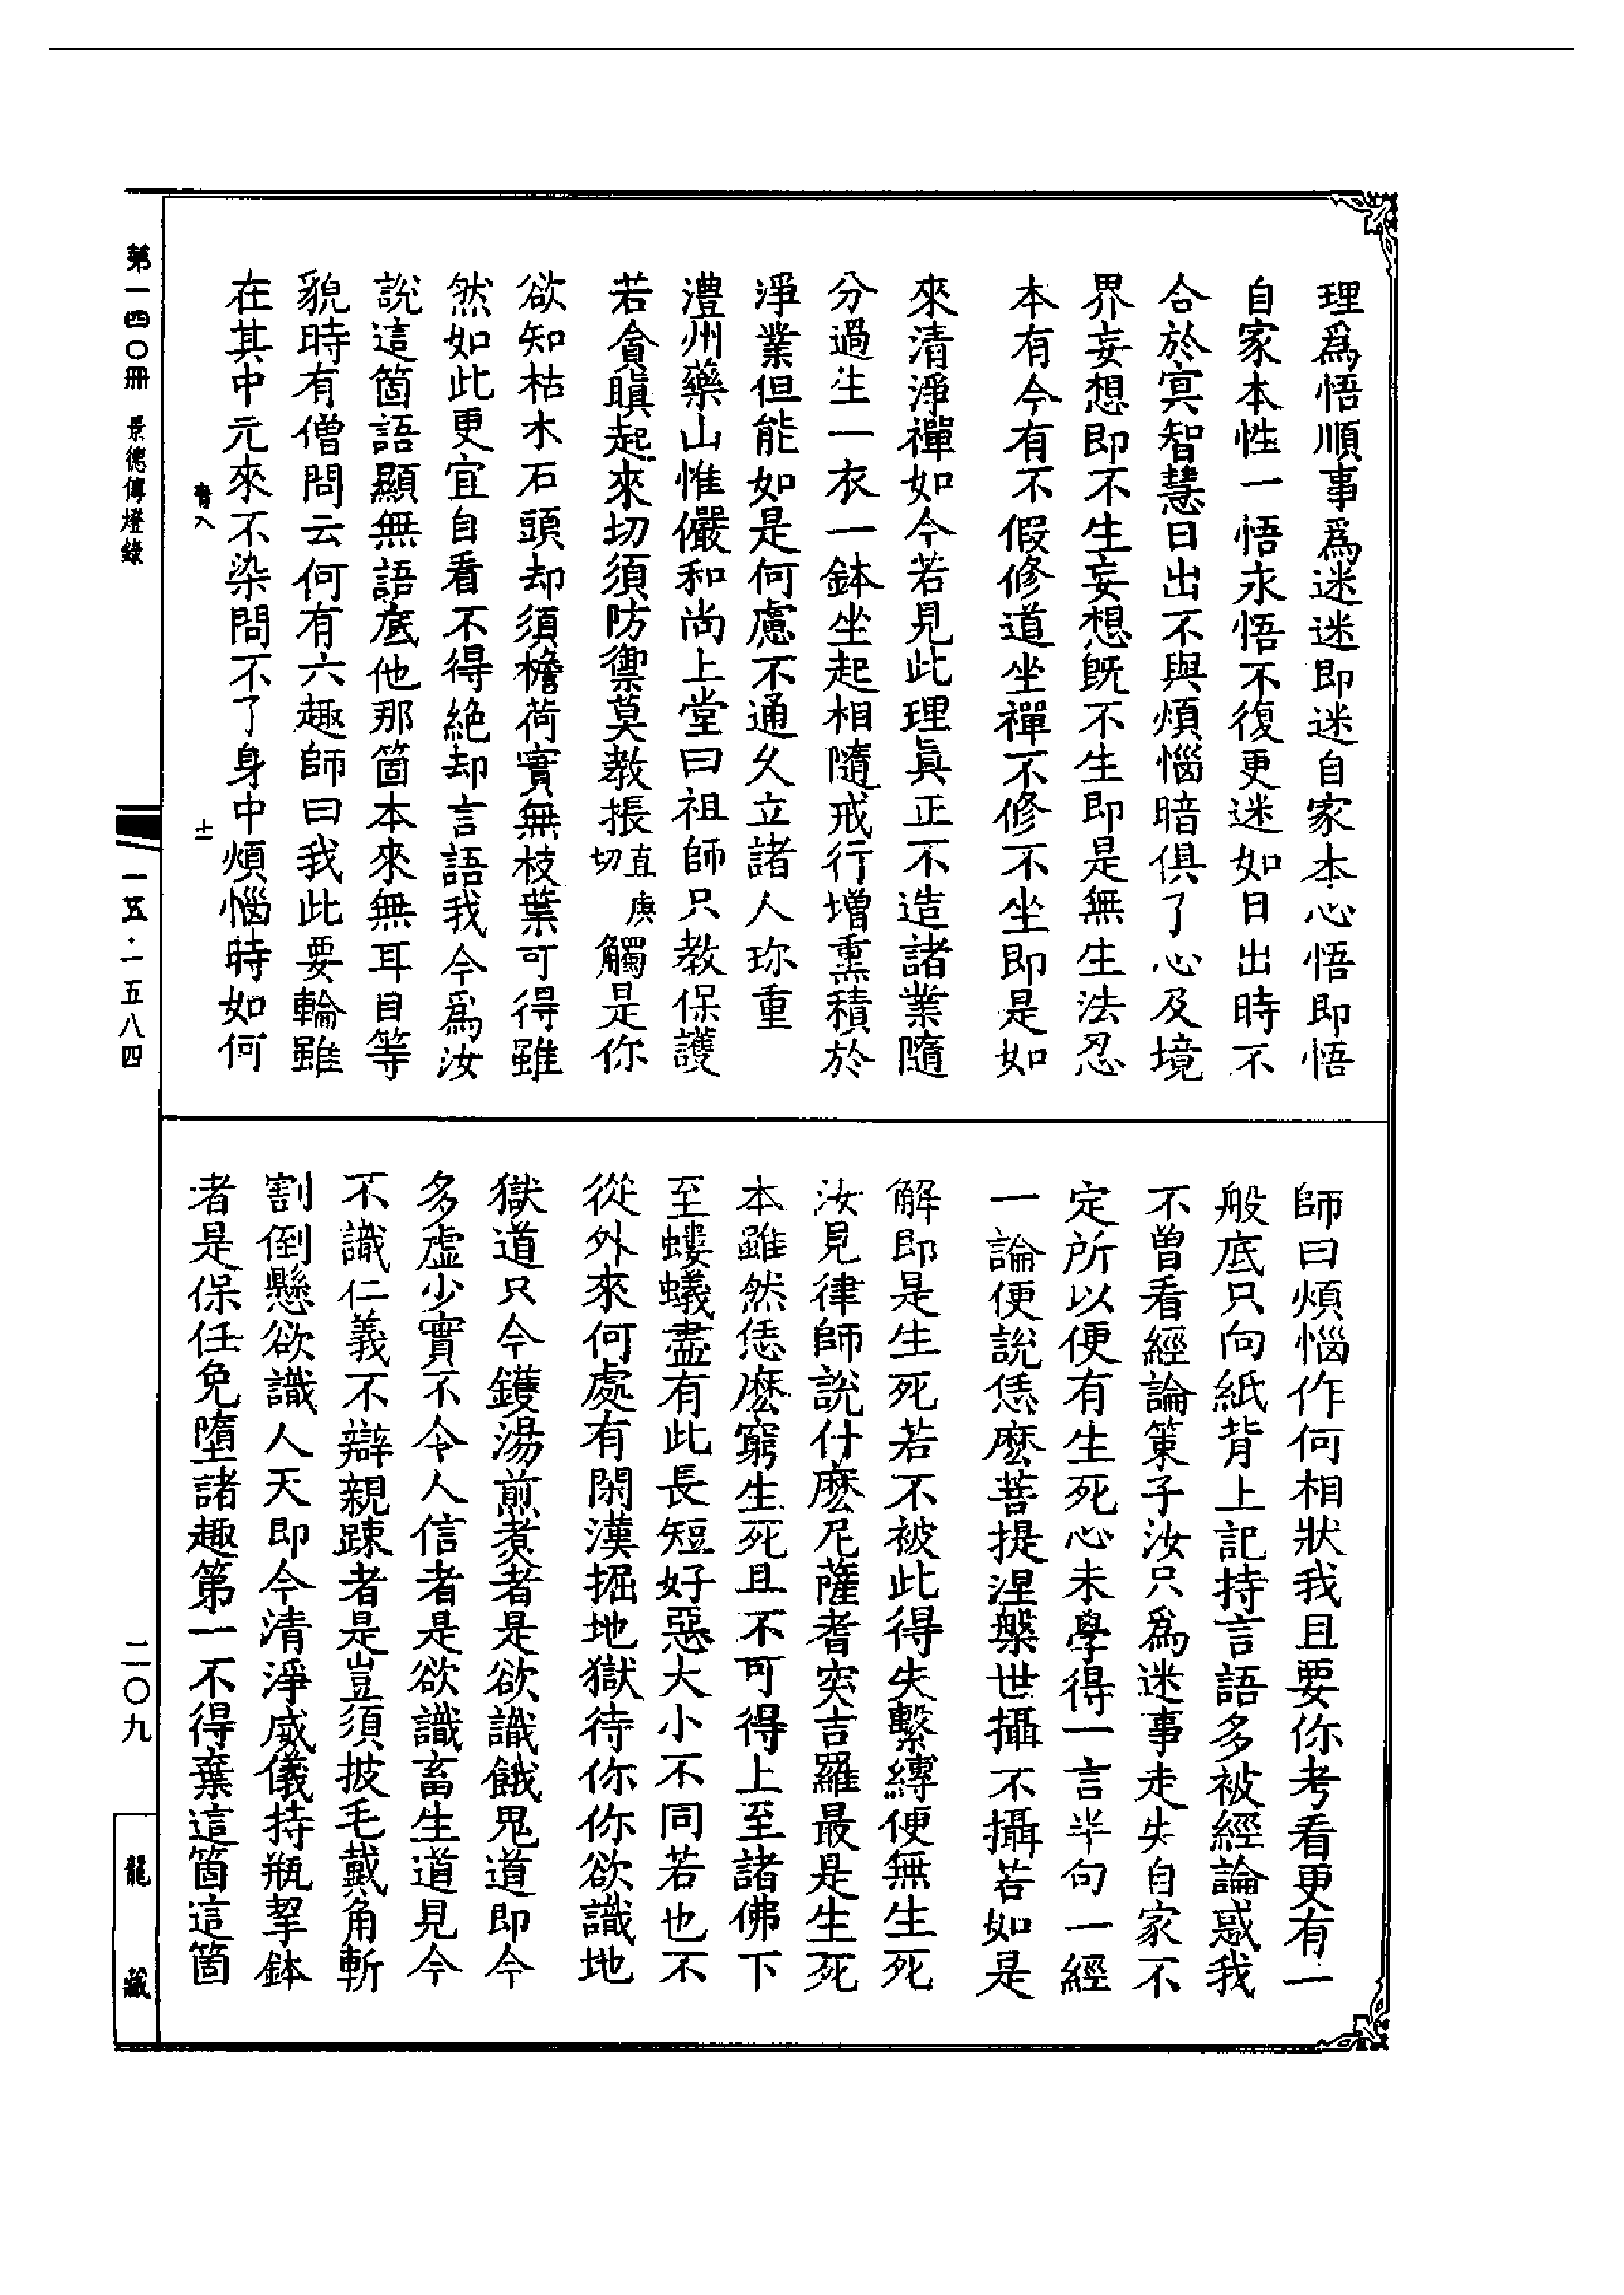 理爲悟順事爲迷迷即迷自家本心悟即悟
自家本性一悟永悟不復更迷如日出時不
合於冥智慧日出不與煩惱暗俱了心及境
界妄想即不生妄想既不生即是無生法忍
本有今有不假修道坐禪不修不坐即是如
來清淨禪如今若見此理眞正不造諸業隨
分過生一衣一鉢坐起相隨戒行增熏積於
淨業但能如是何慮不通久立諸人珎重
澧州藥山惟儼和尚上堂曰祖師只教保護
若貪瞋起來切須防禦莫教掁直庚切觸是你
欲知枯木石頭却須檐荷實無枝葉可得雖
然如此更宜自看不得絶却言語我今爲汝
說這箇語顯無語底他那箇本來無耳目等
貌時有僧問云何有六趣師曰我此要輪雖
在其中元來不染問不了身中煩惱時如何
師曰煩惱作何相狀我且要你考看更有一
般底只向紙背上記持言語多被經論惑我
不曾看經論策子汝只爲迷事走失自家不
定所以便有生死心未學得一言半句一經
一論便說恁麽菩提涅槃世攝不攝若如是
解即是生死若不被此得失繫縛便無生死
汝見律師說什麽尼薩耆突吉羅最是生死
本雖然恁麽窮生死且不可得上至諸佛下
至螻蟻盡有此長短好惡大小不同若也不
從外來何處有閑漢掘地獄待你你欲識地
獄道只今鑊湯煎煑者是欲識餓鬼道即今
多虛少實不令人信者是欲識畜生道見今
不識仁義不辯親踈者是豈須披毛戴角斬
割倒懸欲識人天即今清淨威儀持瓶挈鉢
者是保任免墮諸趣第一不得棄這箇這箇
第一四〇冊 景德傳燈錄
一五·一五八四
二〇九
龍藏
十二